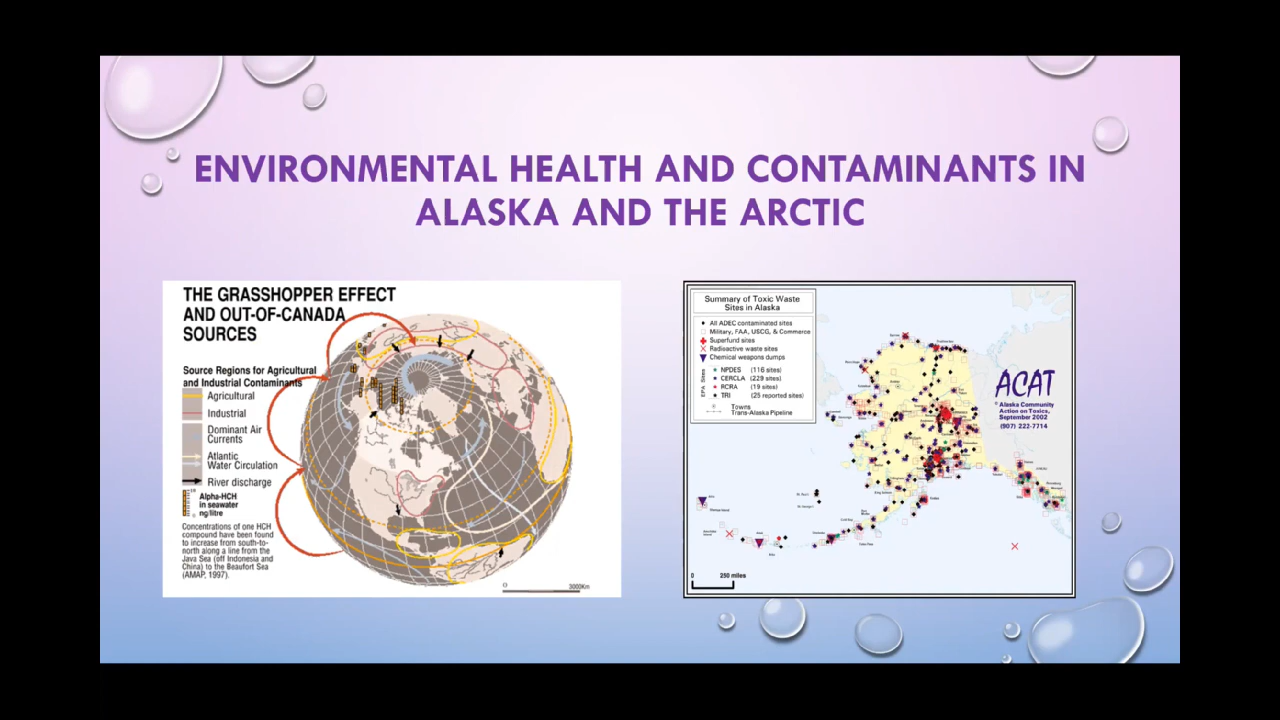 ENVIRONMENTAL HEALTH AND CONTAMINANTS IN
ALASKA AND THE ARCTIC
THE GRASSHOPPER EFFECT
AND OUT-OF-CANADA
SOURCES
Source Regions for Agricultural
and Industrial Contaminants
Agricultural
Industrial
Dominant Air
Currents
Atlantic
Water Circulation
River discharge
Alpha-HCH
in seawater
ng/litre
Concentrations of one HCH
compound have been found
to increase from south-to-
north along a line from the
Java Sea (off Indonesia and
China) to the Beaufort Sea
(AMAP, 1997).
0 3000Km
Summary of Toxic Waste
Sites in Alaska
All ADEC contaminated sites
Military, FAA, USCG, & Commerce
Superfund sites
Radioactive waste sites
Chemical weapons dumps
EPA Sites
NPDES (116 sites)
CERCLA (229 sites)
RCRA (19 sites)
TRI (25 reported sites)
Towns
Trans-Alaska Pipeline
ACAT
Alaska Community
Action on Toxics,
September 2002
(907) 222-7714
0 250 miles